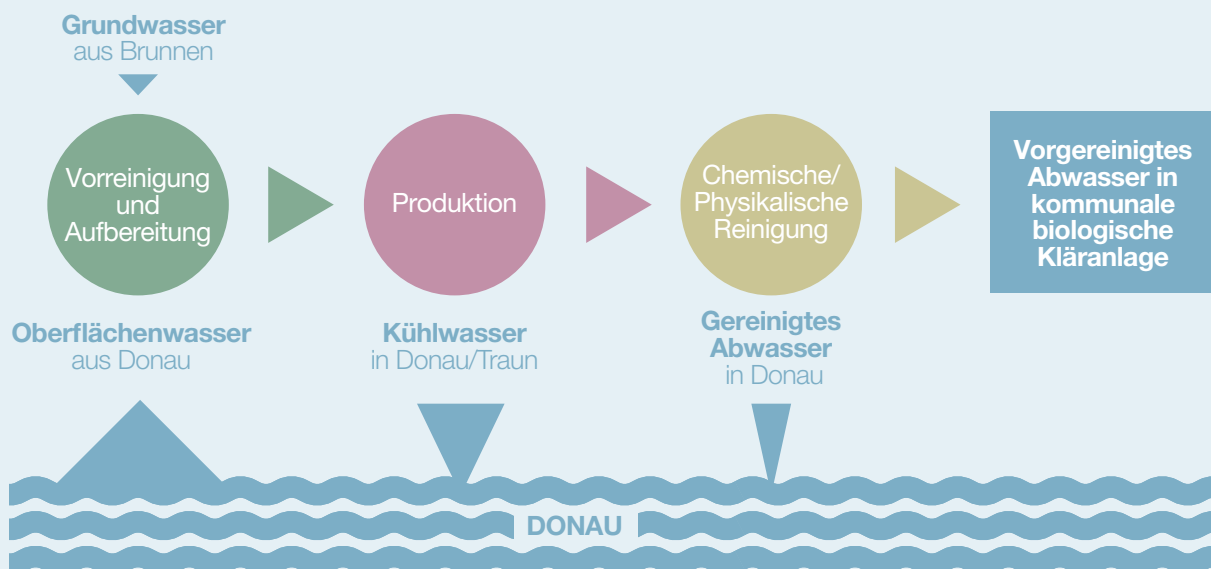 Grundwasser
aus Brunnen
Vorreinigung
und
Aufbereitung
Produktion
Chemische/
Physikalische
Reinigung
Vorgereinigtes
Abwasser in
kommunale
biologische
Kläranlage
Oberflächenwasser
aus Donau
Kühlwasser
in Donau/Traun
Gereinigtes
Abwasser
in Donau
DONAU